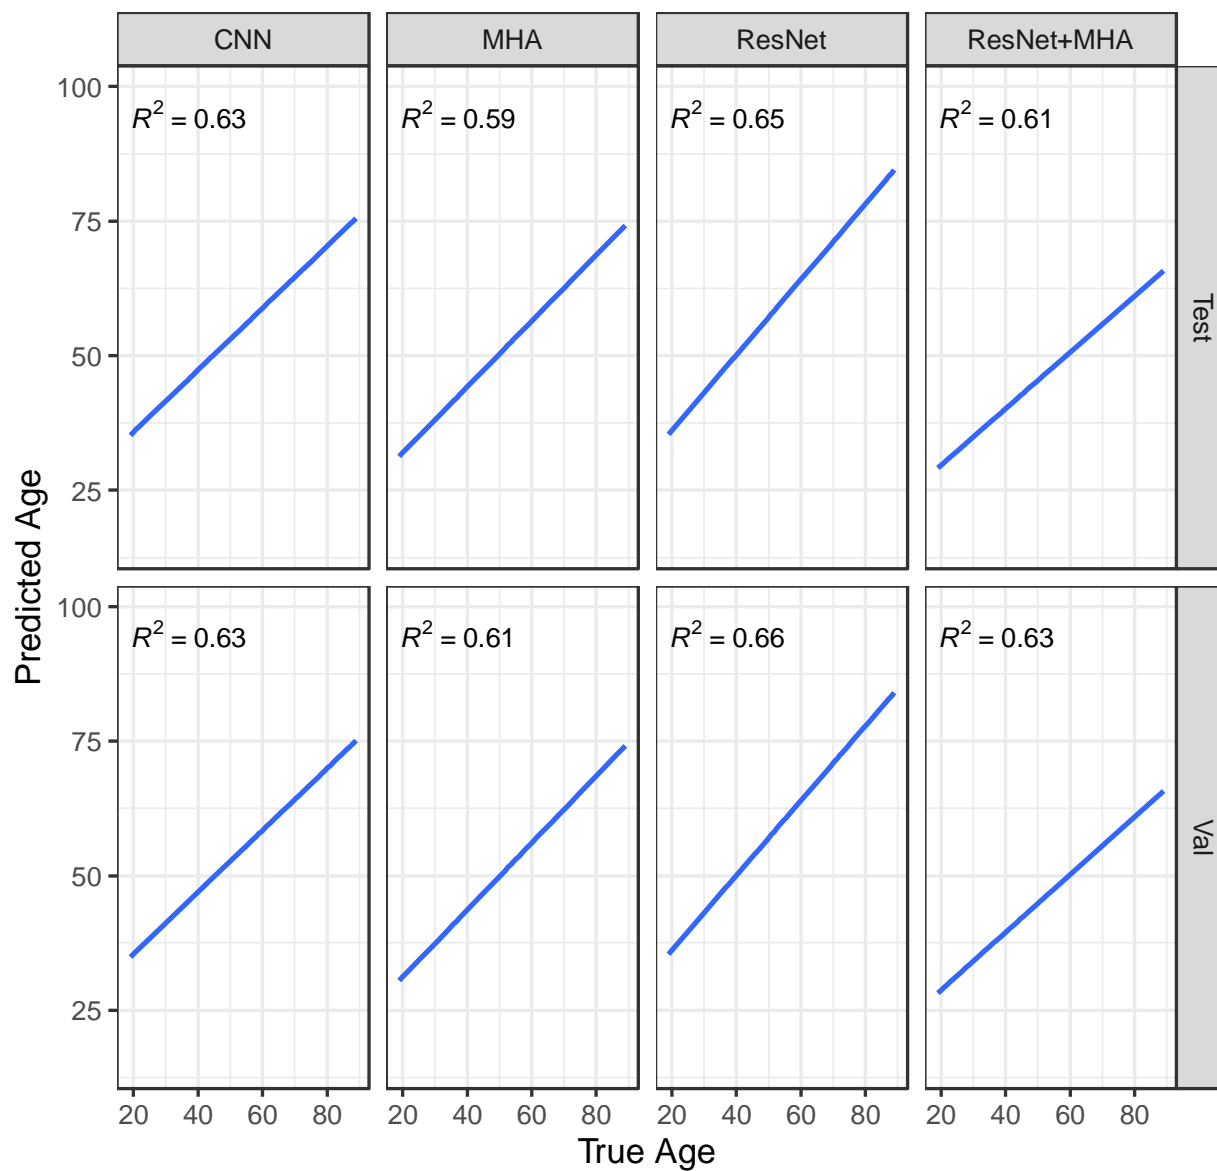 CNN MHA ResNet ResNet+MHA
100
R² = 0.63 R² = 0.59 R² = 0.65 R² = 0.61
75
50
25
Test
100
R² = 0.63 R² = 0.61 R² = 0.66 R² = 0.63
75
50
25
Val
Predicted Age
20 40 60 80 20 40 60 80 20 40 60 80 20 40 60 80
True Age